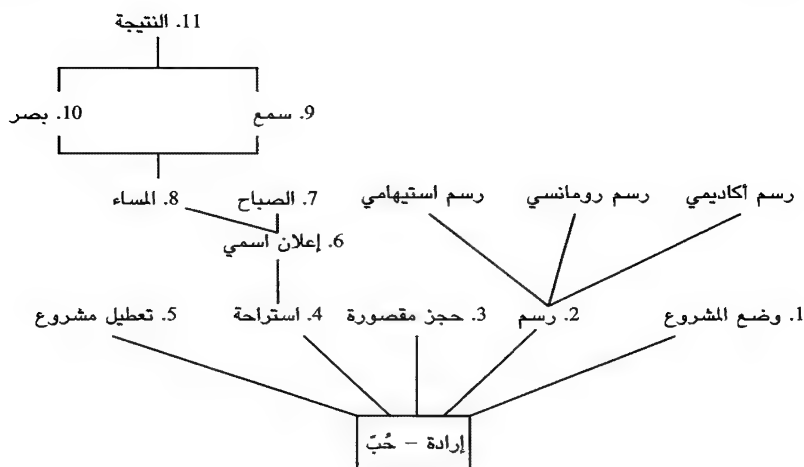 11. النتيجة
9. سمع
10. بصر
رسم أكاديمي
رسم رومانسي
رسم استيهامي
7. الصباح
8. المساء
6. إعلان اسمي
1. وضع المشروع
2. رسم
3. حجز مقصورة
4. استراحة
5. تعطيل مشروع
إرادة – حُبّ